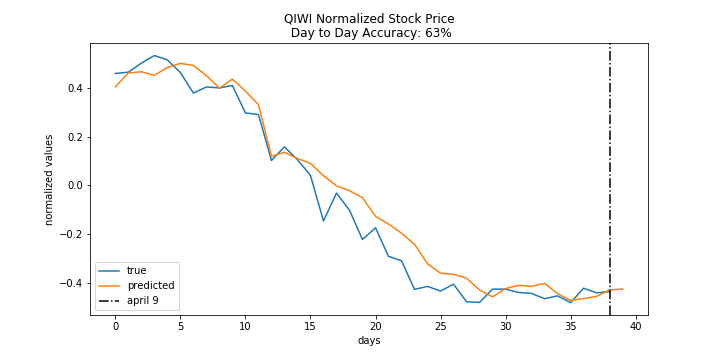 QIWI Normalized Stock Price
Day to Day Accuracy: 63%
normalized values
0.4
0.2
0.0
−0.2
−0.4
true
predicted
april 9
0 5 10 15 20 25 30 35 40
days